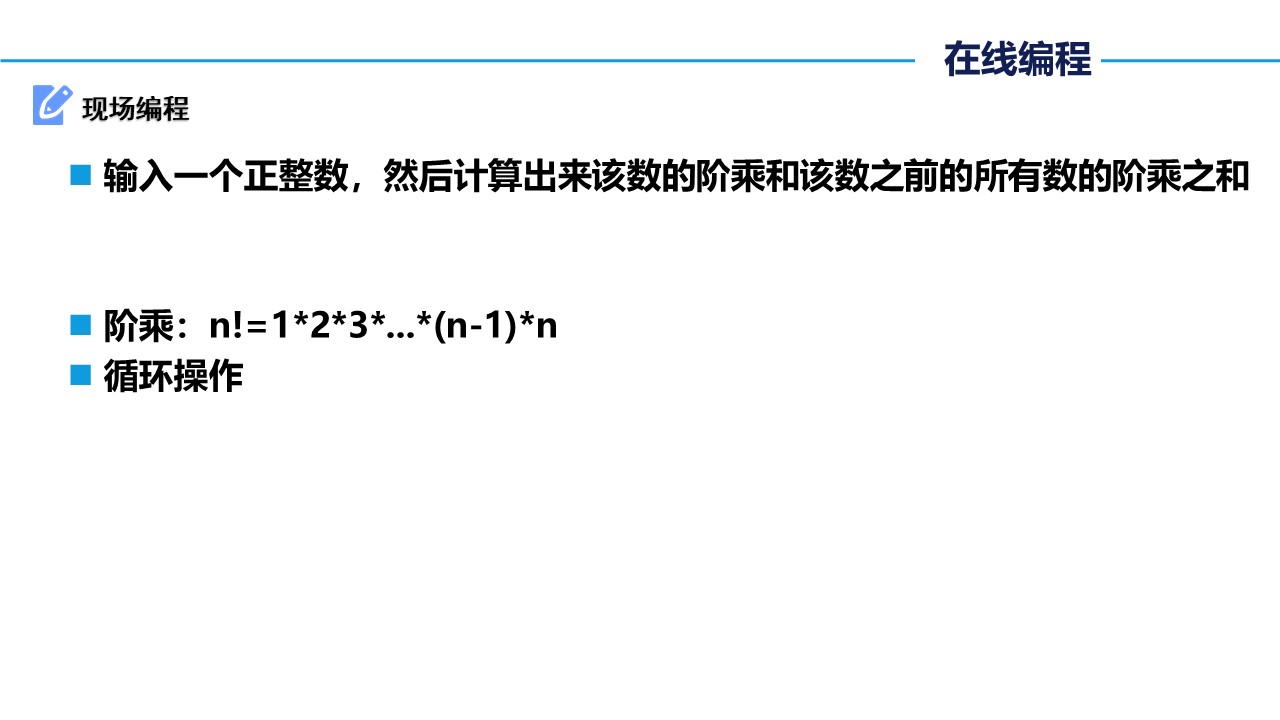 在线编程
现场编程
输入一个正整数，然后计算出来该数的阶乘和该数之前的所有数的阶乘之和
阶乘：n!=1*2*3*...*(n-1)*n
循环操作